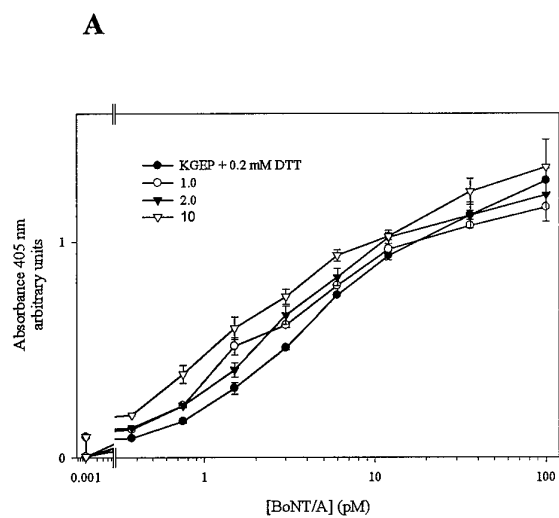 A
KGEP + 0.2 mM DTT
1.0
2.0
10
1
0
Absorbance 405 nm
arbitrary units
0.001
1
10
100
[BoNT/A] (pM)